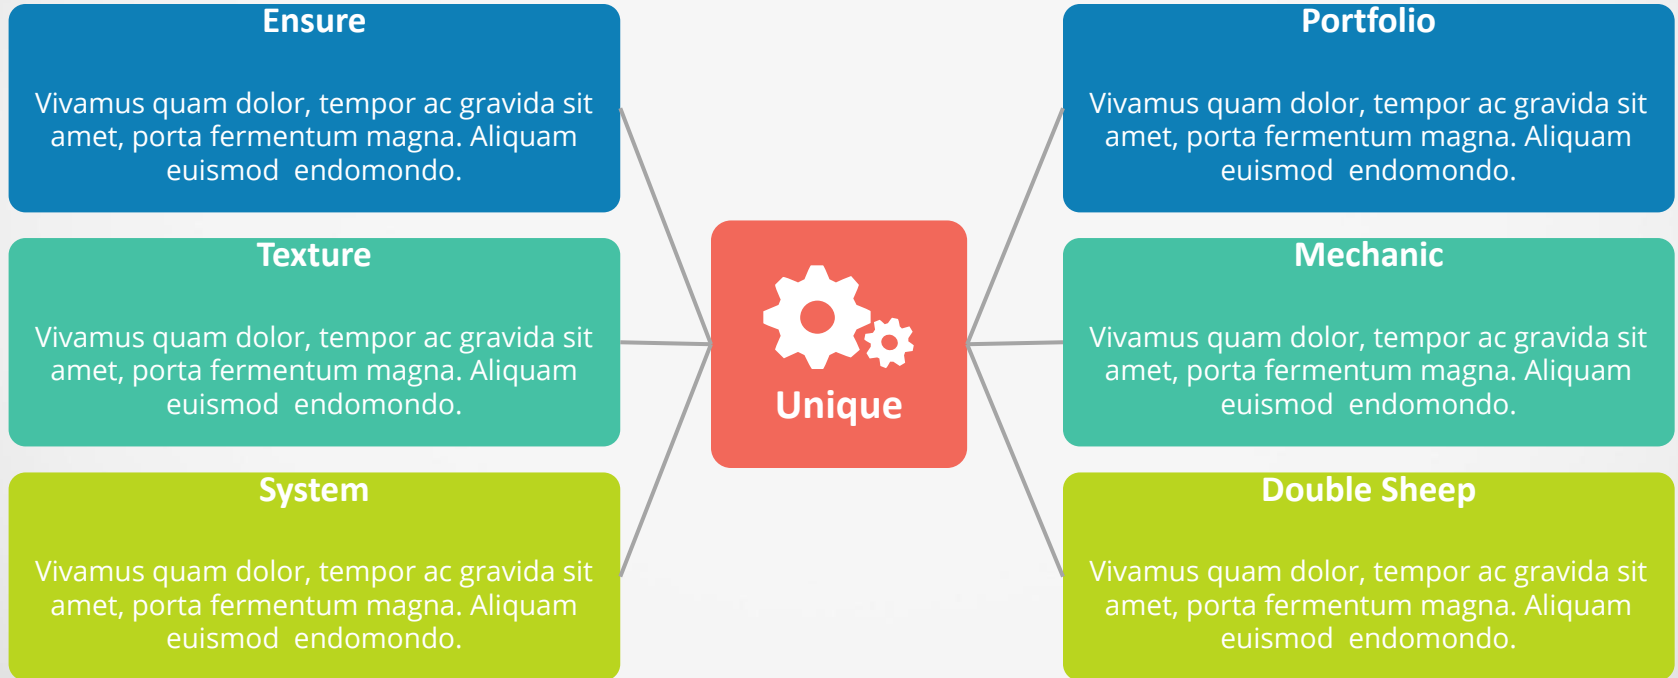 Ensure
Vivamus quam dolor, tempor ac gravida sit
amet, porta fermentum magna. Aliquam
euismod  endomondo.
Texture
Vivamus quam dolor, tempor ac gravida sit
amet, porta fermentum magna. Aliquam
euismod  endomondo.
System
Vivamus quam dolor, tempor ac gravida sit
amet, porta fermentum magna. Aliquam
euismod  endomondo.
Unique
Portfolio
Vivamus quam dolor, tempor ac gravida sit
amet, porta fermentum magna. Aliquam
euismod  endomondo.
Mechanic
Vivamus quam dolor, tempor ac gravida sit
amet, porta fermentum magna. Aliquam
euismod  endomondo.
Double Sheep
Vivamus quam dolor, tempor ac gravida sit
amet, porta fermentum magna. Aliquam
euismod  endomondo.